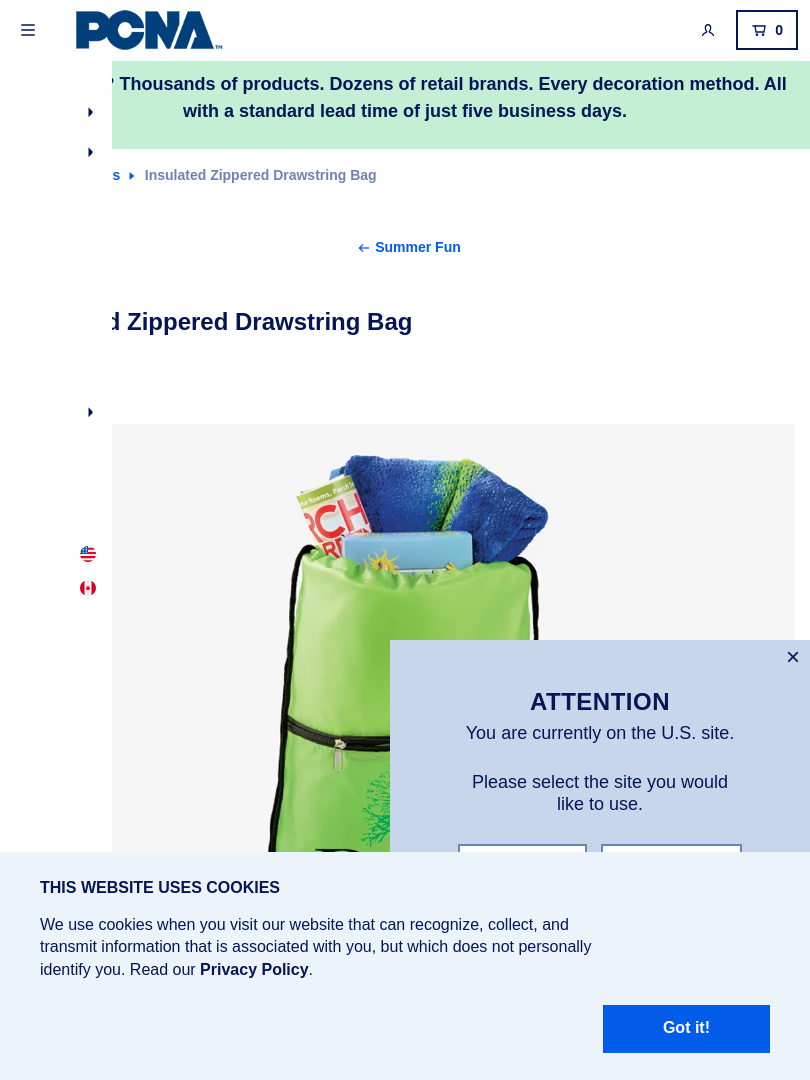 PCNA™
0
? Thousands of products. Dozens of retail brands. Every decoration method. All
with a standard lead time of just five business days.
s Insulated Zippered Drawstring Bag
← Summer Fun
d Zippered Drawstring Bag
ATTENTION
You are currently on the U.S. site.
Please select the site you would
like to use.
THIS WEBSITE USES COOKIES
We use cookies when you visit our website that can recognize, collect, and
transmit information that is associated with you, but which does not personally
identify you. Read our Privacy Policy.
Got it!